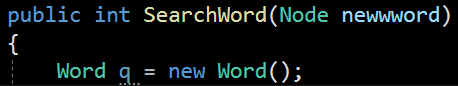 public int SearchWord(Node newwword)
{
Word q = new Word();